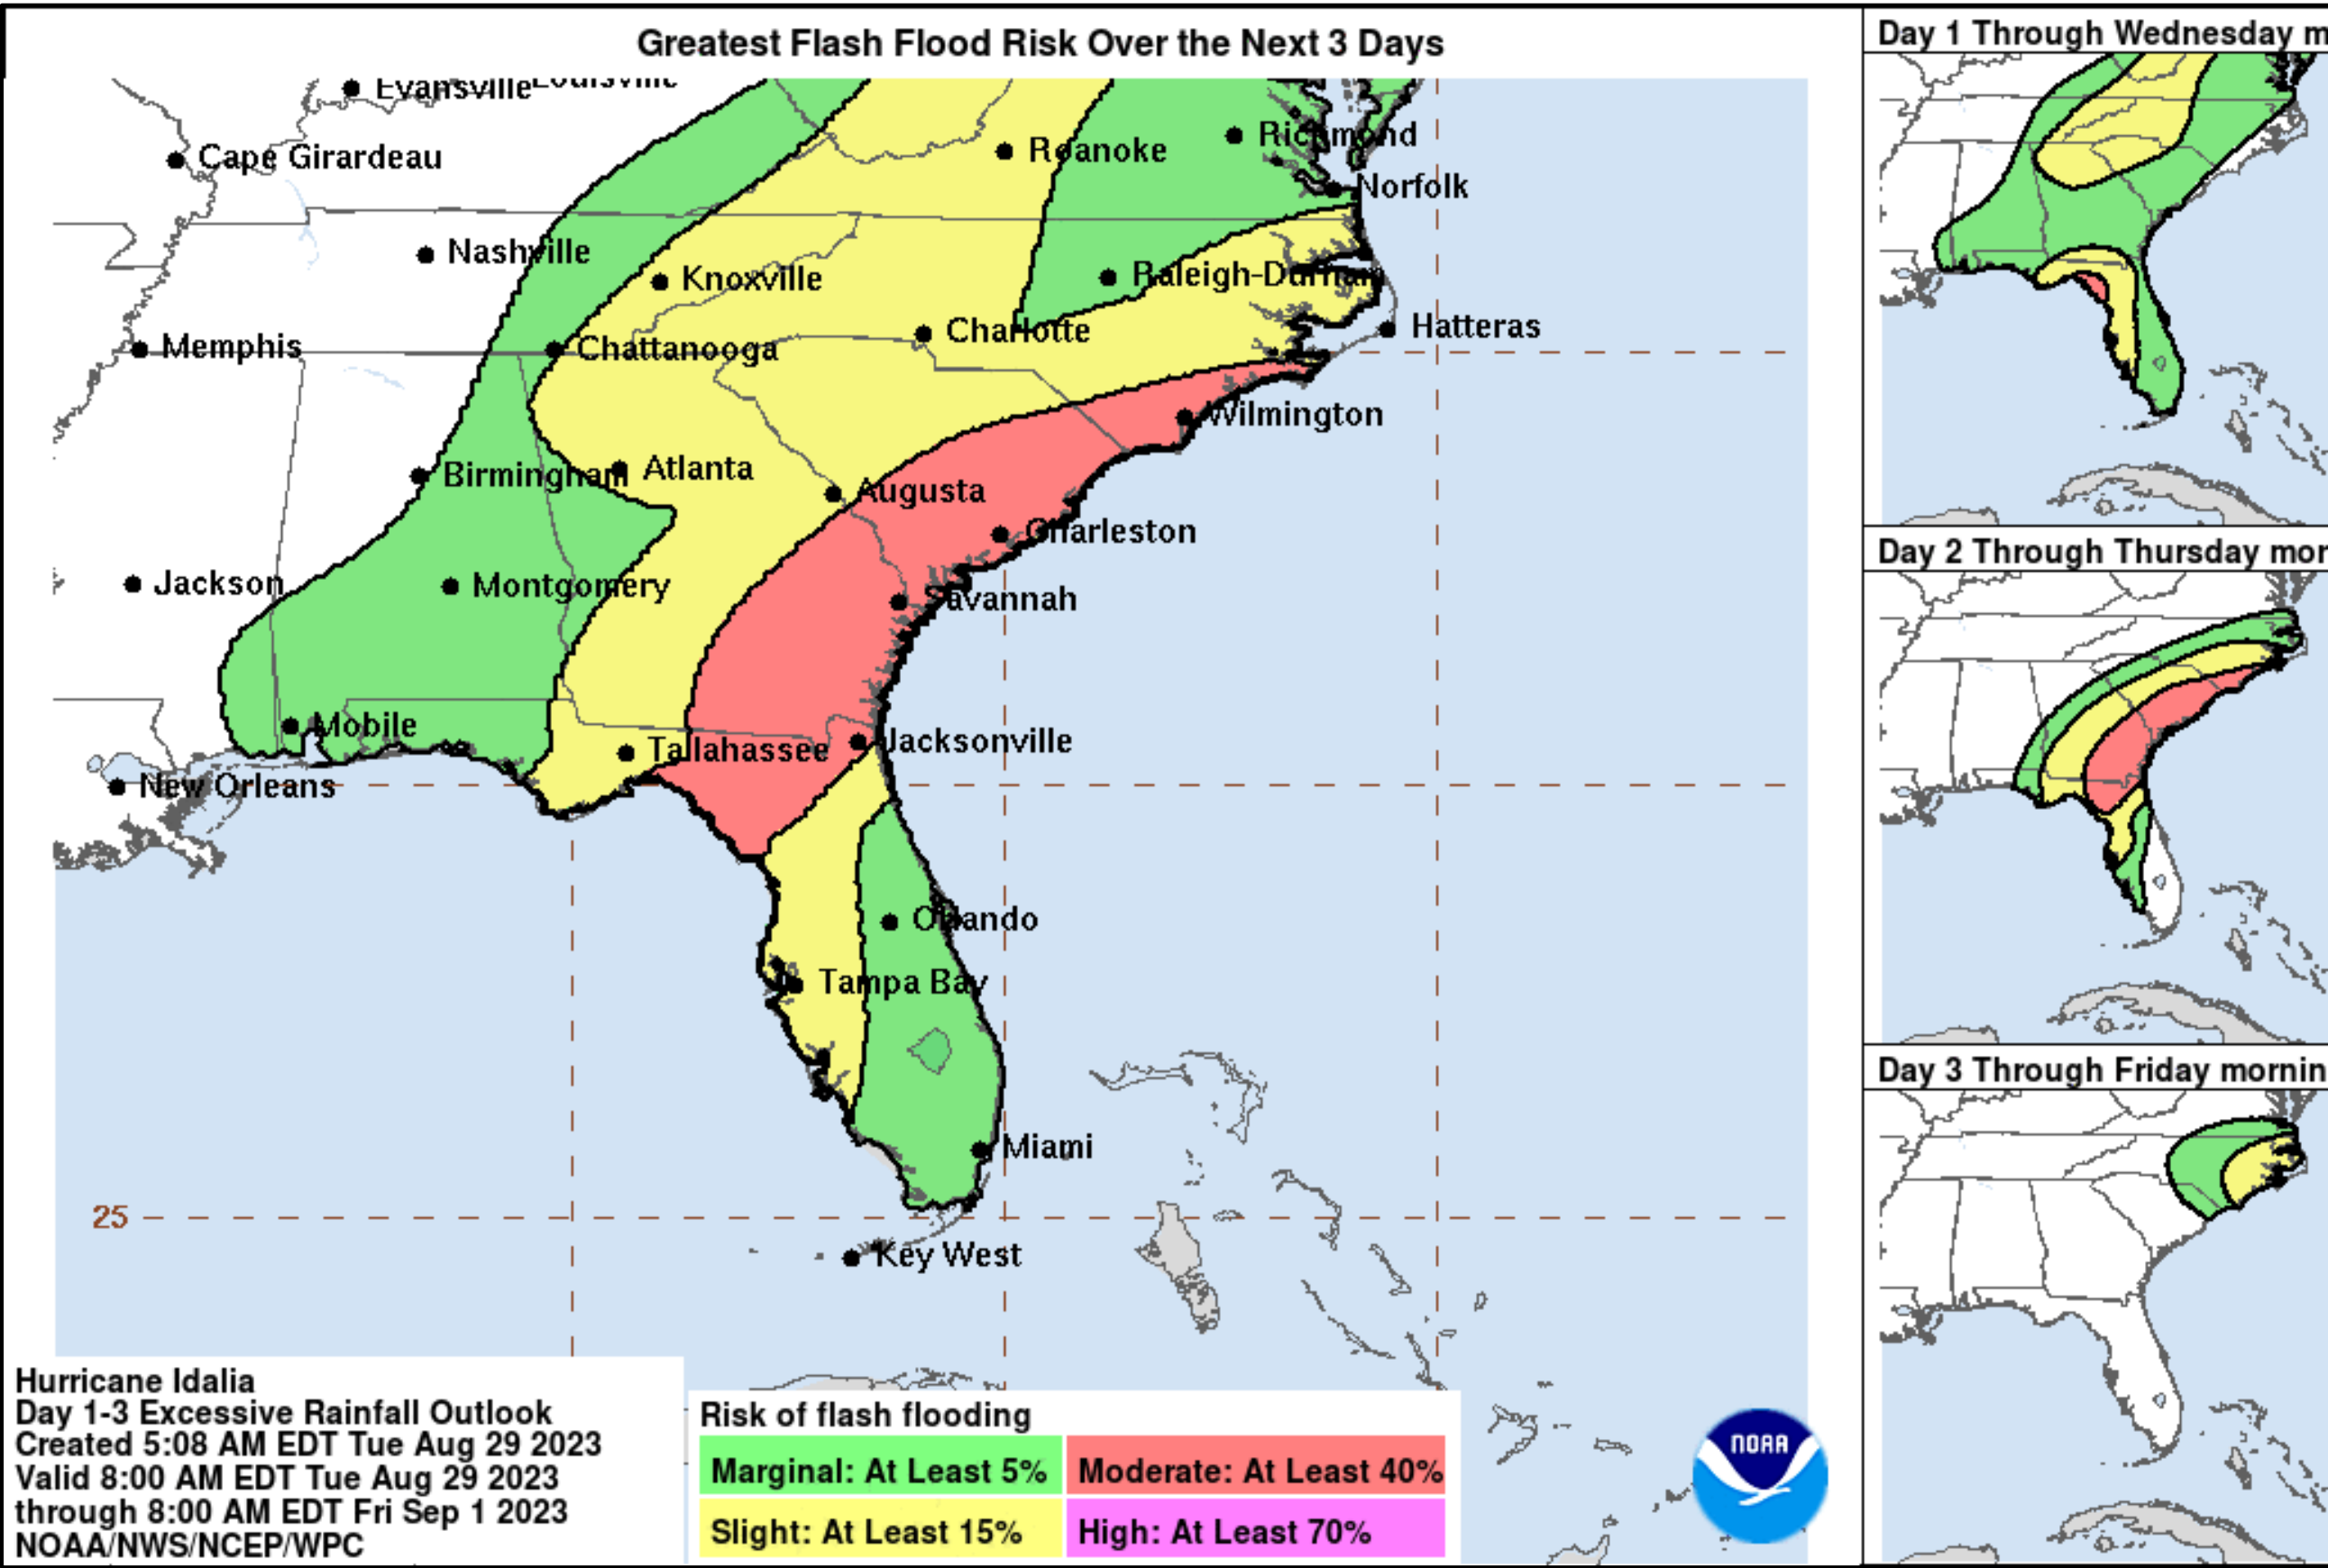 Greatest Flash Flood Risk Over the Next 3 Days
Evansville
Louisville
Cape Girardeau
Roanoke
Richmond
Norfolk
Nashville
Knoxville
Raleigh-Durham
Memphis
Chattanooga
Charlotte
Hatteras
Wilmington
Birmingham
Atlanta
Augusta
Charleston
Jackson
Montgomery
Savannah
Mobile
Tallahassee
Jacksonville
New Orleans
Orlando
Tampa Bay
Miami
25
Key West
Hurricane Idalia
Day 1-3 Excessive Rainfall Outlook
Created 5:08 AM EDT Tue Aug 29 2023
Valid 8:00 AM EDT Tue Aug 29 2023
through 8:00 AM EDT Fri Sep 1 2023
NOAA/NWS/NCEP/WPC
Risk of flash flooding
Marginal: At Least 5%
Moderate: At Least 40%
Slight: At Least 15%
High: At Least 70%
NOAA
Day 1 Through Wednesday m
Day 2 Through Thursday mor
Day 3 Through Friday mornin